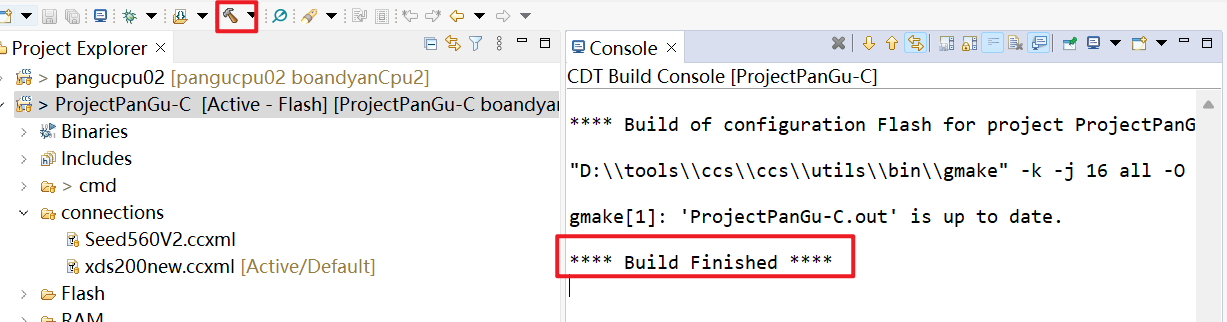 Project Explorer
> pangucpu02 [pangucpu02 boandyanCpu2]
> ProjectPanGu-C [Active - Flash] [ProjectPanGu-C boandyan
Binaries
Includes
> cmd
connections
Seed560V2.ccxml
xds200new.ccxml [Active/Default]
Flash
RAM
Console
CDT Build Console [ProjectPanGu-C]
**** Build of configuration Flash for project ProjectPanG
"D:\\tools\\ccs\\ccs\\utils\\bin\\gmake" -k -j 16 all -O
gmake[1]: 'ProjectPanGu-C.out' is up to date.
**** Build Finished ****